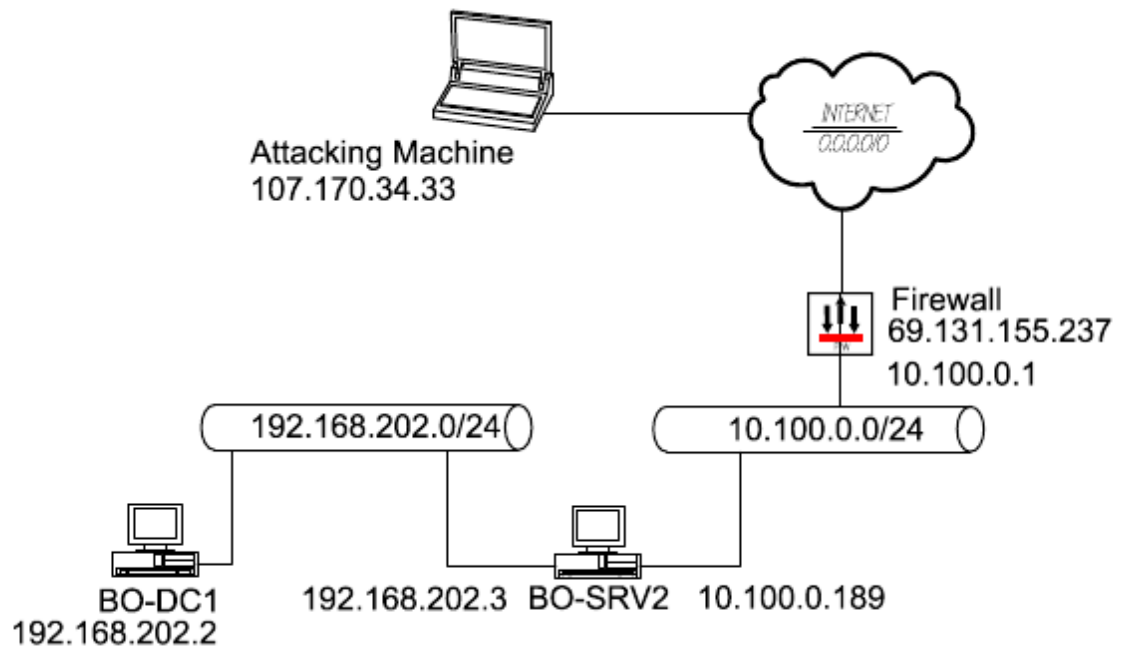 INTERNET
0.0.0.0/0
Attacking Machine
107.170.34.33
Firewall
69.131.155.237
10.100.0.1
192.168.202.0/24
10.100.0.0/24
BO-DC1
192.168.202.2
192.168.202.3
BO-SRV2
10.100.0.189